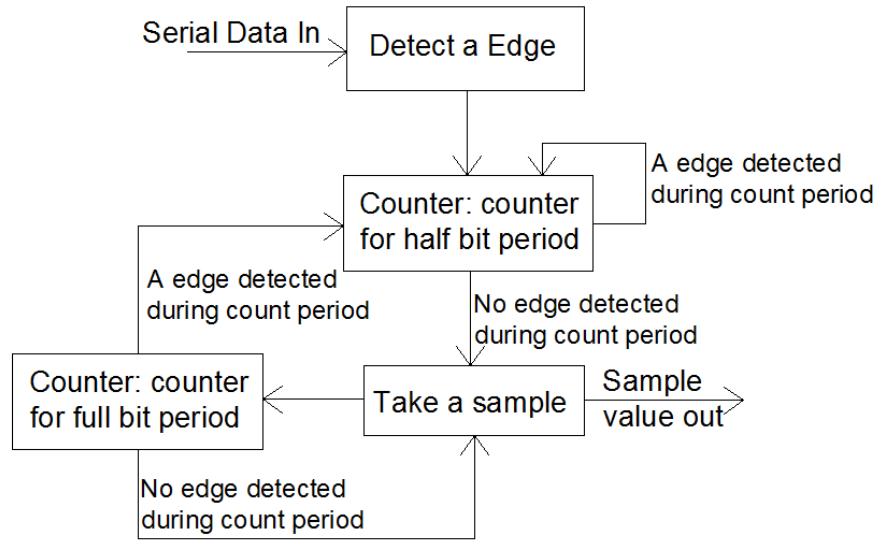 Serial Data In
Detect a Edge
A edge detected
during count period
Counter: counter
for half bit period
A edge detected
during count period
No edge detected
during count period
Counter: counter
for full bit period
Take a sample
Sample
value out
No edge detected
during count period